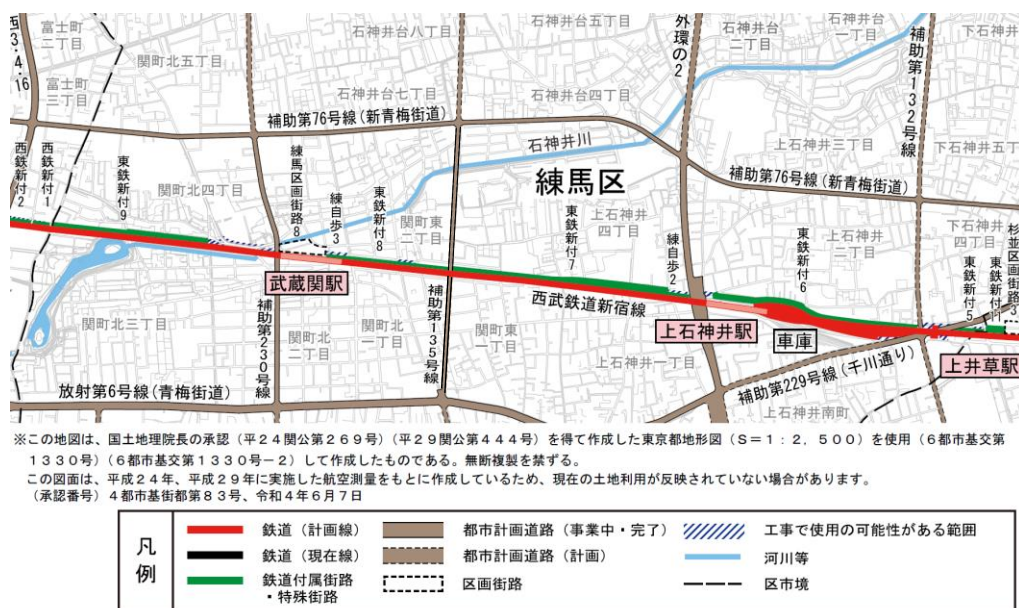 西3・4・16
富士町
二丁目
富士町
三丁目
関町北五丁目
石神井台八丁目
石神井台七丁目
石神井台五丁目
石神井台四丁目
外環の2
石神井台
二丁目
石神井台
一丁目
補助第132号線
下石神井六丁目
下石神井五丁目
補助第76号線(新青梅街道)
石神井川
上石神井三丁目
補助第76号線(新青梅街道)
西鉄新付2
西鉄新付1
東鉄新付9
関町北四丁目
練馬区画街路8
練自歩3
東鉄新付8
関町東
二丁目
練馬区
東鉄新付7
上石神井
四丁目
練自歩2
東鉄新付6
上石神井
二丁目
下石神井
四丁目
東鉄新付5
東鉄新付1
杉並区画街路3
武蔵関駅
西武鉄道新宿線
上石神井駅
車庫
上井草駅
関町北三丁目
補助第230号線
関町北
二丁目
関町北
一丁目
補助第135号線
関町東
一丁目
上石神井一丁目
補助第229号線(千川通り)
上石神井南町
放射第6号線(青梅街道)
※この地図は、国土地理院長の承認(平24関公第269号)(平29関公第444号)を得て作成した東京都地形図(S=1:2,500)を使用(6都市基交第
1330号)(6都市基交第1330号-2)して作成したものである。無断複製を禁ずる。
この図面は、平成24年、平成29年に実施した航空測量をもとに作成しているため、現在の土地利用が反映されていない場合があります。
(承認番号)4都市基街都第83号、令和4年6月7日
凡例
鉄道(計画線)
鉄道(現在線)
鉄道付属街路
・特殊街路
都市計画道路(事業中・完了)
都市計画道路(計画)
区画街路
工事で使用の可能性がある範囲
河川等
区市境